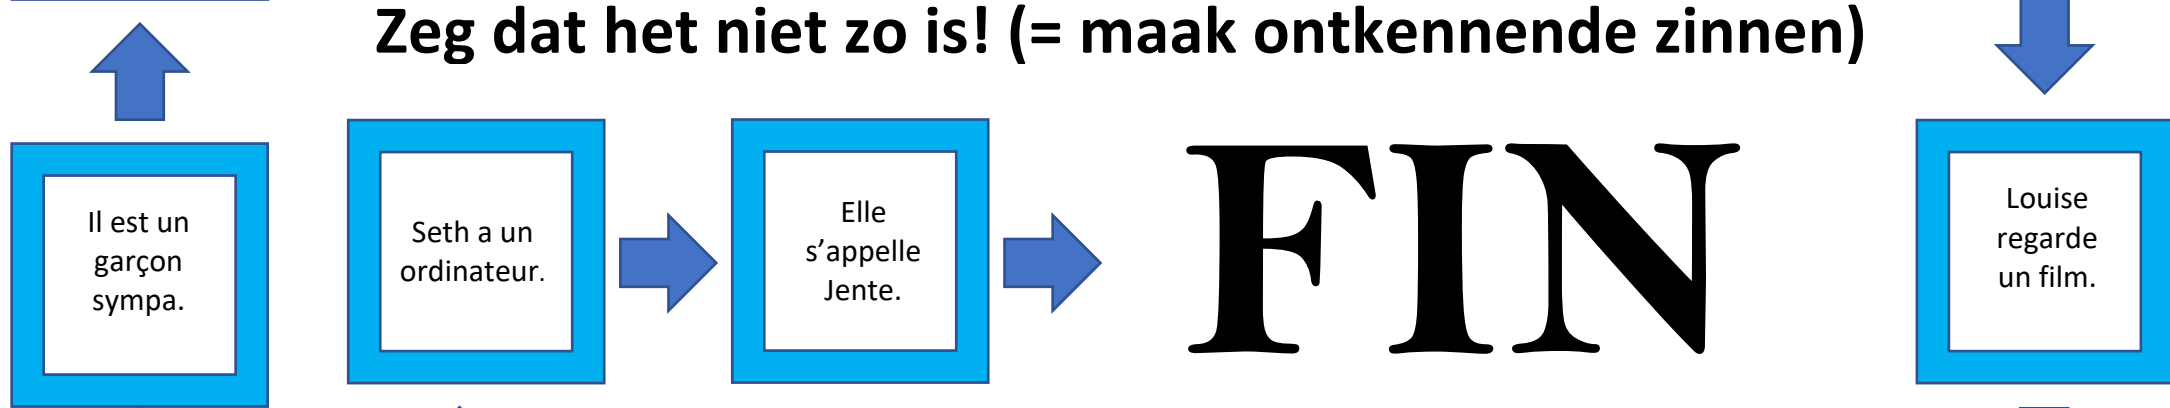 Zeg dat het niet zo is! (= maak ontkennende zinnen)
Il est un
garçon
sympa.
Seth a un
ordinateur.
Elle
s’appelle
Jente.
FIN
Louise
regarde
un film.